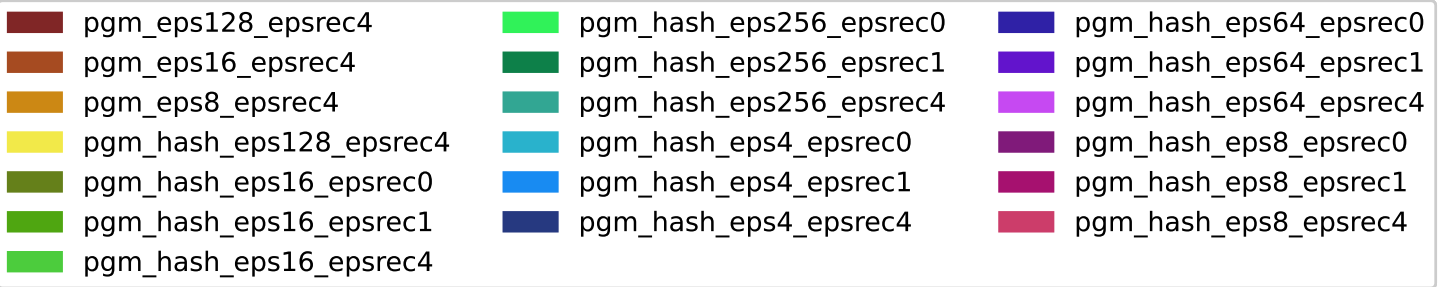 pgm_eps128_epsrec4
pgm_eps16_epsrec4
pgm_eps8_epsrec4
pgm_hash_eps128_epsrec4
pgm_hash_eps16_epsrec0
pgm_hash_eps16_epsrec1
pgm_hash_eps16_epsrec4
pgm_hash_eps256_epsrec0
pgm_hash_eps256_epsrec1
pgm_hash_eps256_epsrec4
pgm_hash_eps4_epsrec0
pgm_hash_eps4_epsrec1
pgm_hash_eps4_epsrec4
pgm_hash_eps64_epsrec0
pgm_hash_eps64_epsrec1
pgm_hash_eps64_epsrec4
pgm_hash_eps8_epsrec0
pgm_hash_eps8_epsrec1
pgm_hash_eps8_epsrec4